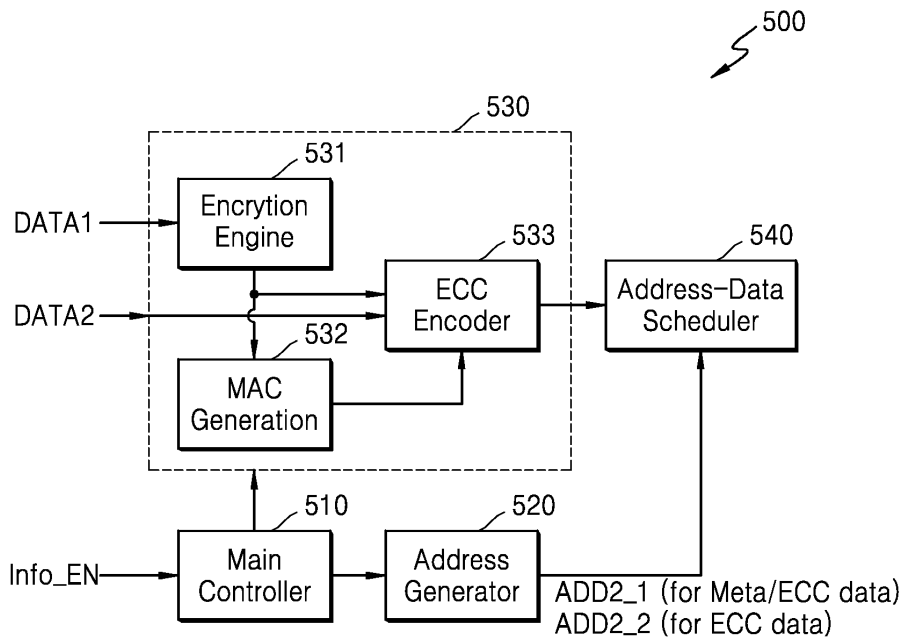 500
530
531
Encrytion
Engine
DATA1
533
ECC
Encoder
540
Address-Data
Scheduler
DATA2
532
MAC
Generation
510
Main
Controller
520
Address
Generator
Info_EN
ADD2_1 (for Meta/ECC data)
ADD2_2 (for ECC data)